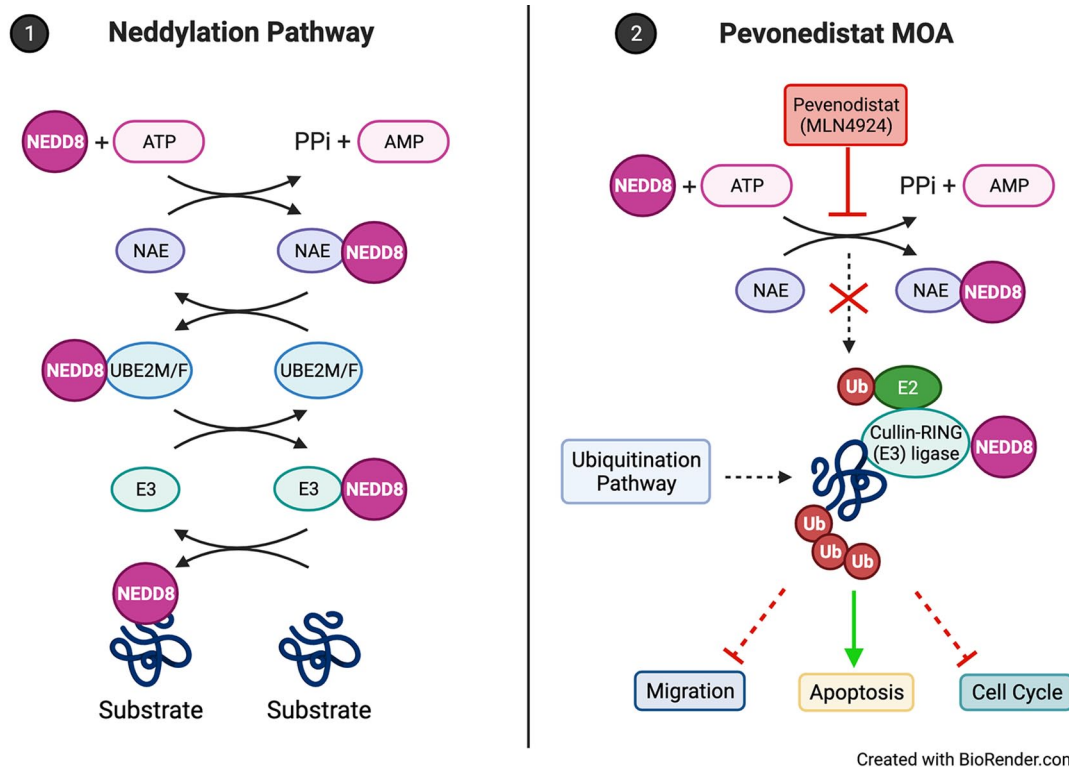 1
Neddylation Pathway
NEDD8 + ATP
PPi + AMP
NAE
NAE NEDD8
NEDD8 UBE2M/F
UBE2M/F
E3
E3 NEDD8
NEDD8
Substrate
Substrate
2
Pevonedistat MOA
Pevenodistat
(MLN4924)
NEDD8 + ATP
PPi + AMP
NAE
NAE NEDD8
Ub E2
Cullin-RING
(E3) ligase
NEDD8
Ubiquitination
Pathway
Ub
Ub
Ub
Migration
Apoptosis
Cell Cycle
Created with BioRender.com